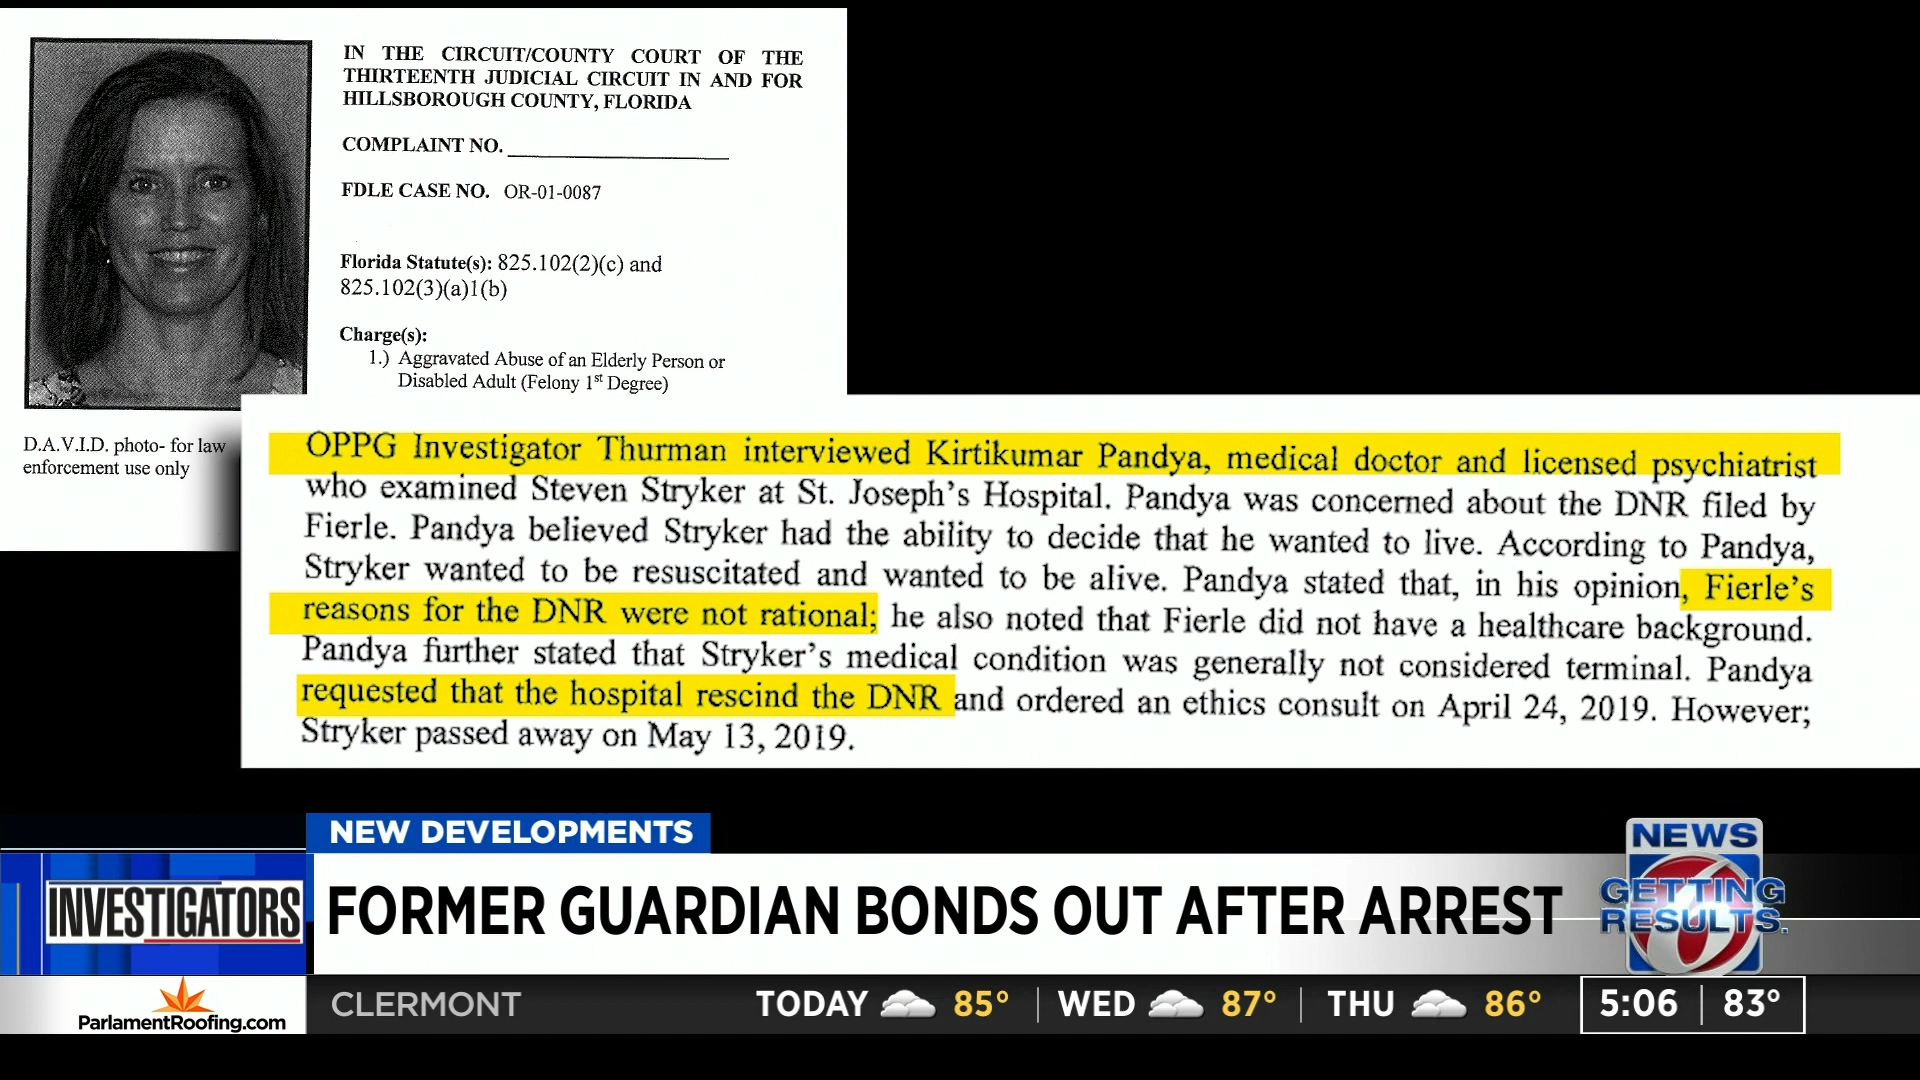 IN THE CIRCUIT/COUNTY COURT OF THE
THIRTEENTH JUDICIAL CIRCUIT IN AND FOR
HILLSBOROUGH COUNTY, FLORIDA
COMPLAINT NO.
FDLE CASE NO. OR-01-0087
Florida Statute(s): 825.102(2)(c) and
825.102(3)(a)1(b)
Charge(s):
1.) Aggravated Abuse of an Elderly Person or
Disabled Adult (Felony 1st Degree)
D.A.V.I.D. photo- for law
enforcement use only
OPPG Investigator Thurman interviewed Kirtikumar Pandya, medical doctor and licensed psychiatrist
who examined Steven Stryker at St. Joseph's Hospital. Pandya was concerned about the DNR filed by
Fierle. Pandya believed Stryker had the ability to decide that he wanted to live. According to Pandya,
Stryker wanted to be resuscitated and wanted to be alive. Pandya stated that, in his opinion, Fierle's
reasons for the DNR were not rational; he also noted that Fierle did not have a healthcare background.
Pandya further stated that Stryker's medical condition was generally not considered terminal. Pandya
requested that the hospital rescind the DNR and ordered an ethics consult on April 24, 2019. However;
Stryker passed away on May 13, 2019.
NEW DEVELOPMENTS
INVESTIGATORS
FORMER GUARDIAN BONDS OUT AFTER ARREST
NEWS
6
GETTING
RESULTS.
ParlamentRoofing.com
CLERMONT
TODAY 85° WED 87° THU 86°
5:06 83°